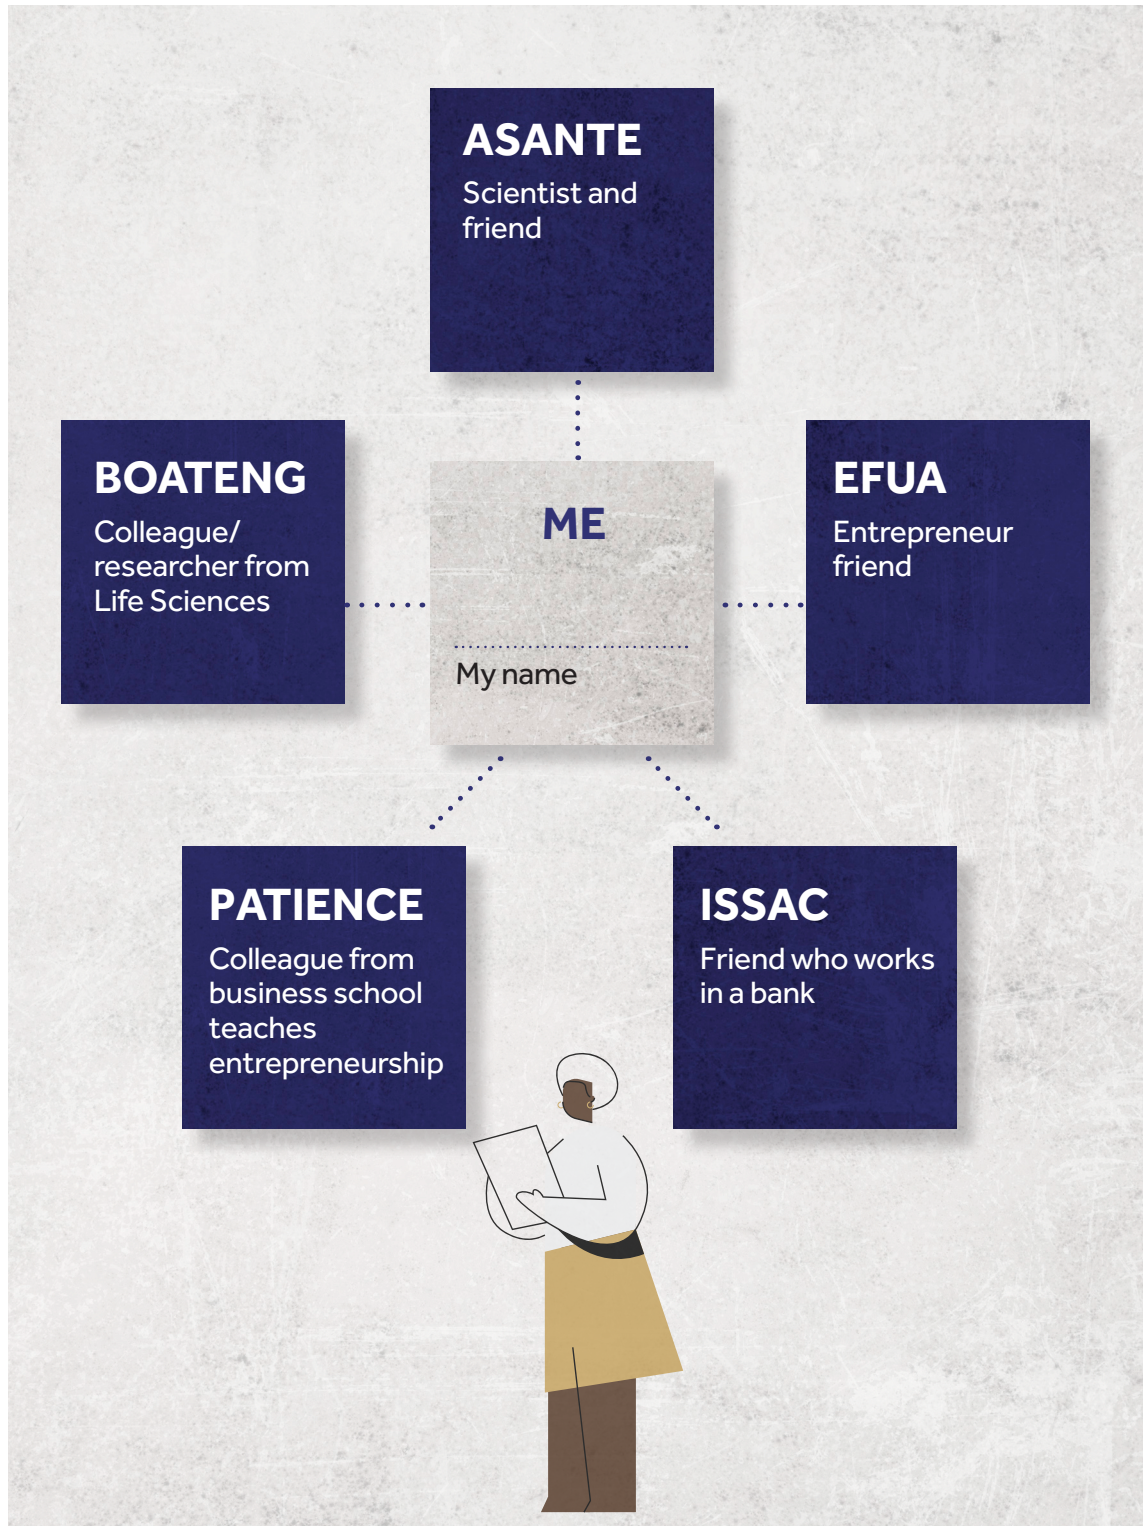 ASANTE
Scientist and
friend
BOATENG
Colleague/
researcher from
Life Sciences
ME
My name
EFUA
Entrepreneur
friend
PATIENCE
Colleague from
business school
teaches
entrepreneurship
ISSAC
Friend who works
in a bank